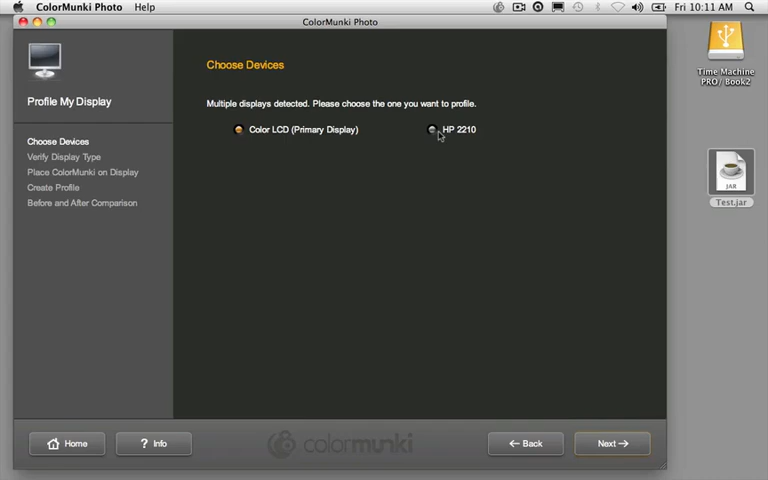 ColorMunki Photo Help
Fri 10:11 AM
ColorMunki Photo
Profile My Display
Choose Devices
Verify Display Type
Place ColorMunki on Display
Create Profile
Before and After Comparison
Choose Devices
Multiple displays detected. Please choose the one you want to profile.
Color LCD (Primary Display)
HP 2210
Home
? Info
colormunki
Back
Next
Time Machine
PRO/ Book2
JAR
Test.jar